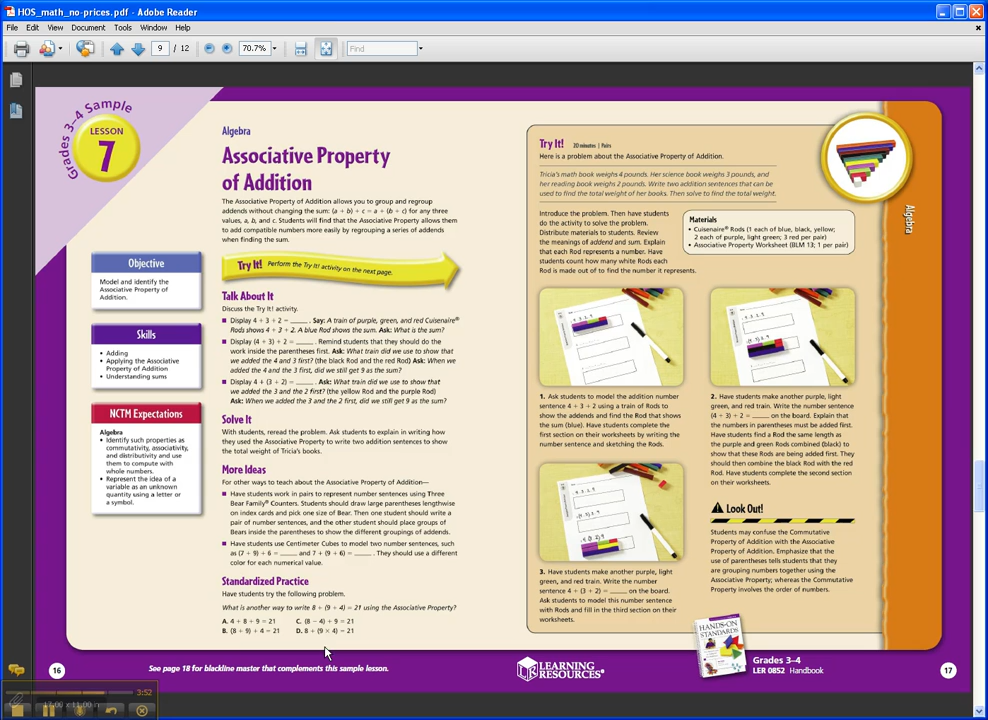 HOS_math_no-prices.pdf - Adobe Reader
File Edit View Document Tools Window Help
9 / 12 70.7% Find
Grades 3–4 Sample
LESSON
7
Algebra
Associative Property
of Addition
The Associative Property of Addition allows you to group and regroup
addends without changing the sum: (a + b) + c = a + (b + c) for any three
values, a, b, and c. Students will find that the Associative Property allows them
to add compatible numbers more easily by regrouping a series of addends
when finding the sum.
Try It! Perform the Try It! activity on the next page.
Objective
Model and identify the
Associative Property of
Addition.
Skills
• Adding
• Applying the Associative
Property of Addition
• Understanding sums
NCTM Expectations
Algebra
• Identify such properties as
commutativity, associativity,
and distributivity and use
them to compute with
whole numbers.
• Represent the idea of a
variable as an unknown
quantity using a letter or
a symbol.
Talk About It
Discuss the Try It! activity.
■ Display 4 + 3 + 2 = ____. Say: A train of purple, green, and red Cuisenaire®
Rods shows 4 + 3 + 2. A blue Rod shows the sum. Ask: What is the sum?
■ Display (4 + 3) + 2 = ____. Remind students that they should do the
work inside the parentheses first. Ask: What train did we use to show that
we added the 4 and 3 first? (the black Rod and the red Rod) Ask: When we
added the 4 and the 3 first, did we still get 9 as the sum?
■ Display 4 + (3 + 2) = ____. Ask: What train did we use to show that
we added the 3 and the 2 first? (the yellow Rod and the purple Rod)
Ask: When we added the 3 and the 2 first, did we still get 9 as the sum?
Solve It
With students, reread the problem. Ask students to explain in writing how
they used the Associative Property to write two addition sentences to show
the total weight of Tricia's books.
More Ideas
For other ways to teach about the Associative Property of Addition—
■ Have students work in pairs to represent number sentences using Three
Bear Family® Counters. Students should draw large parentheses lengthwise
on index cards and pick one size of Bear. Then one student should write a
pair of number sentences, and the other student should place groups of
Bears inside the parentheses to show the different groupings of addends.
■ Have students use Centimeter Cubes to model two number sentences, such
as (7 + 9) + 6 = ____ and 7 + (9 + 6) = ____. They should use a different
color for each numerical value.
Standardized Practice
Have students try the following problem.
What is another way to write 8 + (9 + 4) = 21 using the Associative Property?
A. 4 + 8 + 9 = 21 C. (8 − 4) + 9 = 21
B. (8 + 9) + 4 = 21 D. 8 + (9 × 4) = 21
16
See page 18 for blackline master that complements this sample lesson.
Try It! 20 minutes | Pairs
Here is a problem about the Associative Property of Addition.
Tricia's math book weighs 4 pounds. Her science book weighs 3 pounds, and
her reading book weighs 2 pounds. Write two addition sentences that can be
used to find the total weight of her books. Then solve to find the total weight.
Introduce the problem. Then have students
do the activity to solve the problem.
Distribute materials to students. Review
the meanings of addend and sum. Explain
that each Rod represents a number. Have
students count how many white Rods each
Rod is made out of to find the number it represents.
Materials
• Cuisenaire® Rods (1 each of blue, black, yellow;
2 each of purple, light green; 3 red per pair)
• Associative Property Worksheet (BLM 13; 1 per pair)
Algebra
1. Ask students to model the addition number
sentence 4 + 3 + 2 using a train of Rods to
show the addends and find the Rod that shows
the sum (blue). Have students complete the
first section on their worksheets by writing the
number sentence and sketching the Rods.
2. Have students make another purple, light
green, and red train. Write the number sentence
(4 + 3) + 2 = ____ on the board. Explain that
the numbers in parentheses must be added first.
Have students find a Rod the same length as
the purple and green Rods combined (black) to
show that these Rods are being added first. They
should then combine the black Rod with the red
Rod. Have students complete the second section
on their worksheets.
3. Have students make another purple, light
green, and red train. Write the number
sentence 4 + (3 + 2) = ____ on the board.
Ask students to model this number sentence
with Rods and fill in the third section on their
worksheets.
Look Out!
Students may confuse the Commutative
Property of Addition with the Associative
Property of Addition. Emphasize that the
use of parentheses tells students that they
are grouping numbers together using the
Associative Property; whereas the Commutative
Property involves the order of numbers.
LEARNING
RESOURCES®
HANDS-ON
STANDARDS
Grades 3–4
LER 0852 Handbook
17
3:52
17.00 x 11.00 in